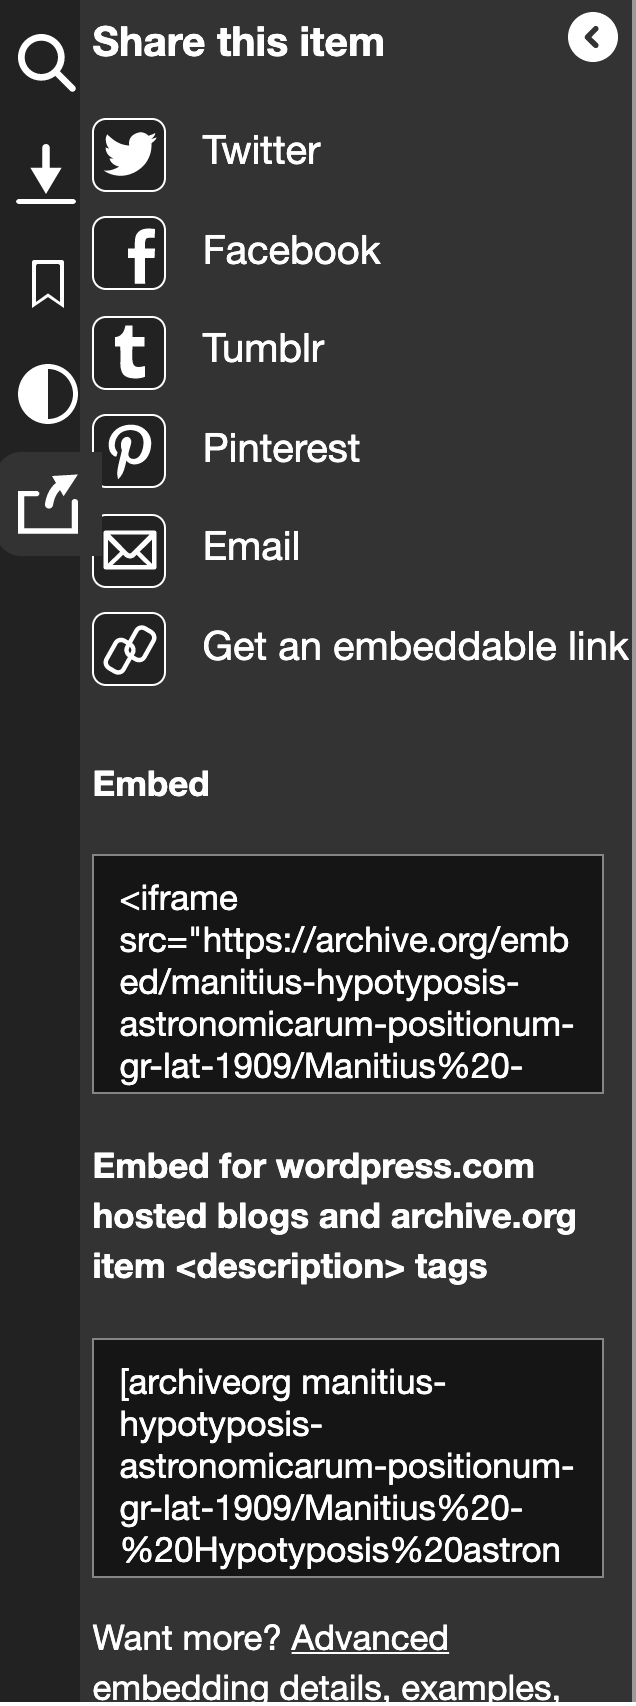 Share this item
Twitter
Facebook
Tumblr
Pinterest
Email
Get an embeddable link
Embed
<iframe
src="https://archive.org/emb
ed/manitius-hypotyposis-
astronomicarum-positionum-
gr-lat-1909/Manitius%20-
Embed for wordpress.com
hosted blogs and archive.org
item <description> tags
[archiveorg manitius-
hypotyposis-
astronomicarum-positionum-
gr-lat-1909/Manitius%20-
%20Hypotyposis%20astron
Want more? Advanced
embedding details, examples,